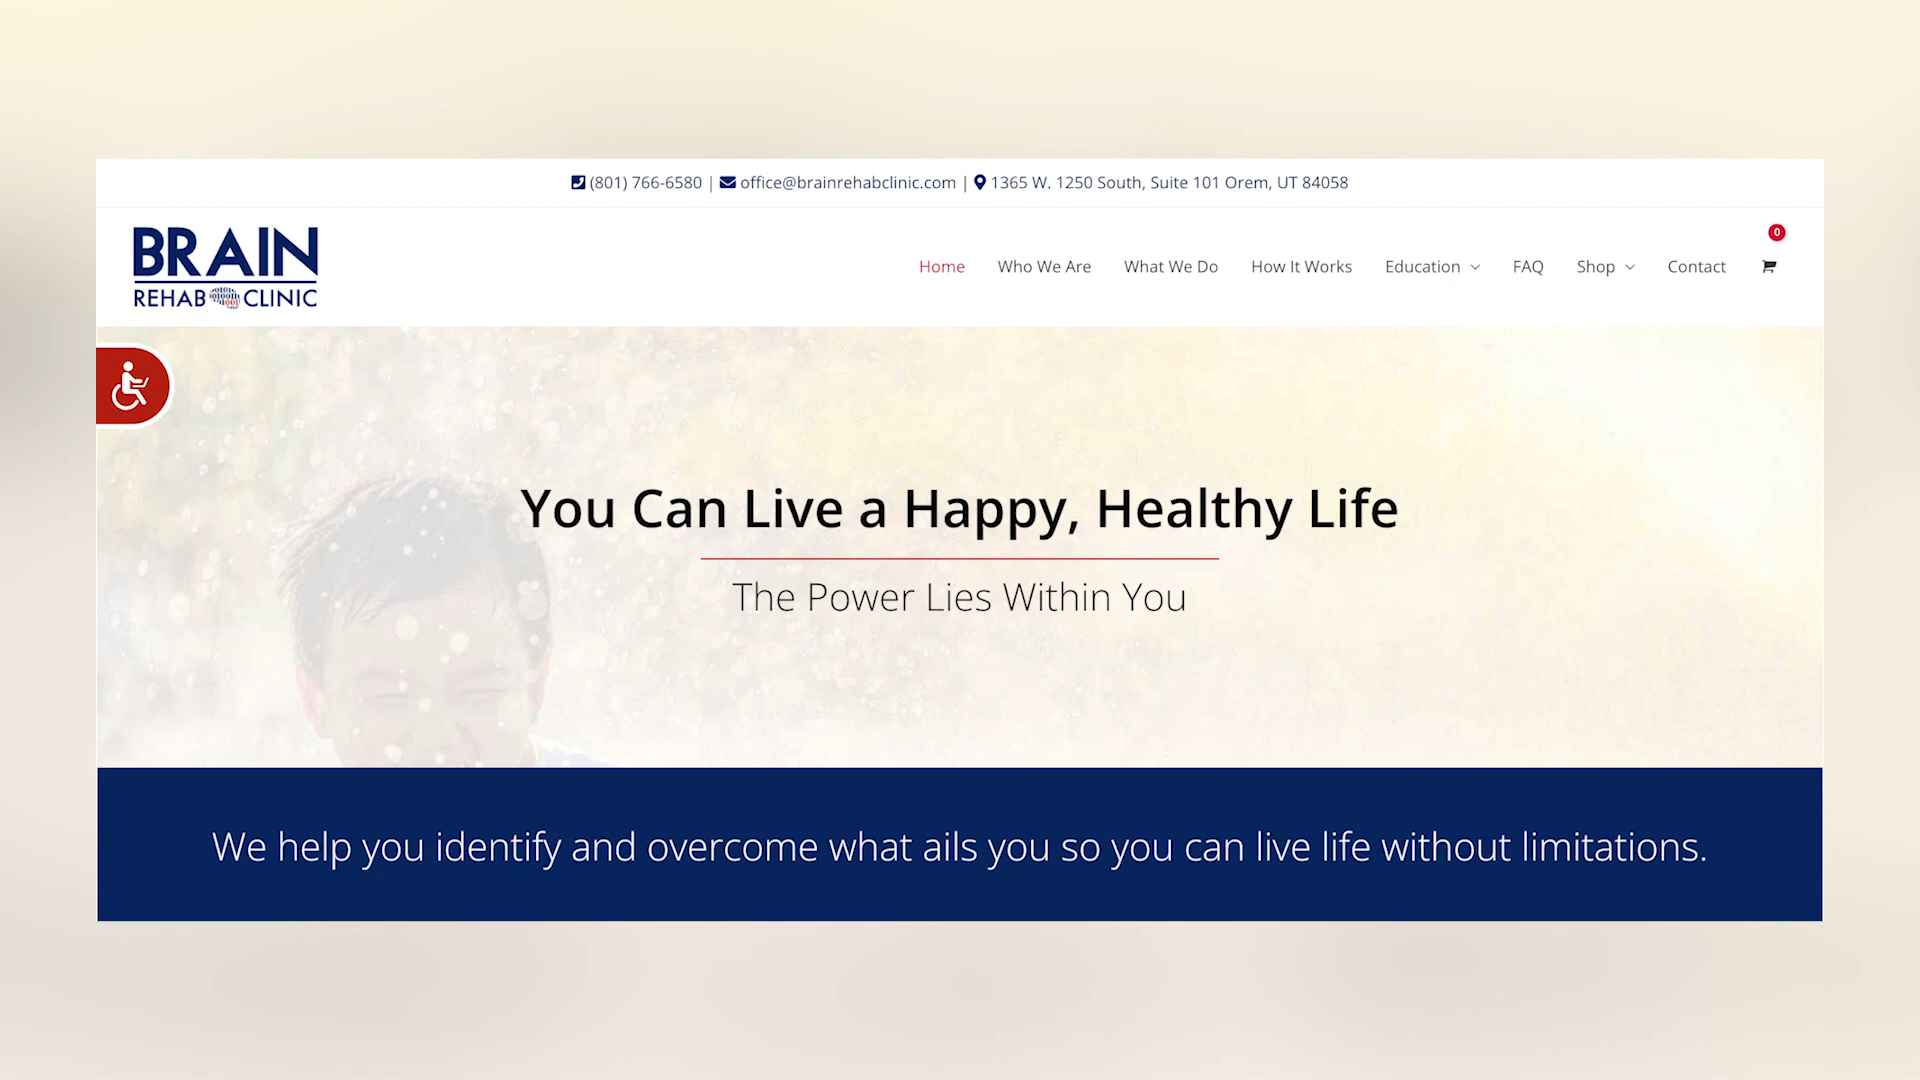 (801) 766-6580 | office@brainrehabclinic.com | 1365 W. 1250 South, Suite 101 Orem, UT 84058
BRAIN
REHAB CLINIC
Home Who We Are What We Do How It Works Education FAQ Shop Contact 0
You Can Live a Happy, Healthy Life
The Power Lies Within You
We help you identify and overcome what ails you so you can live life without limitations.